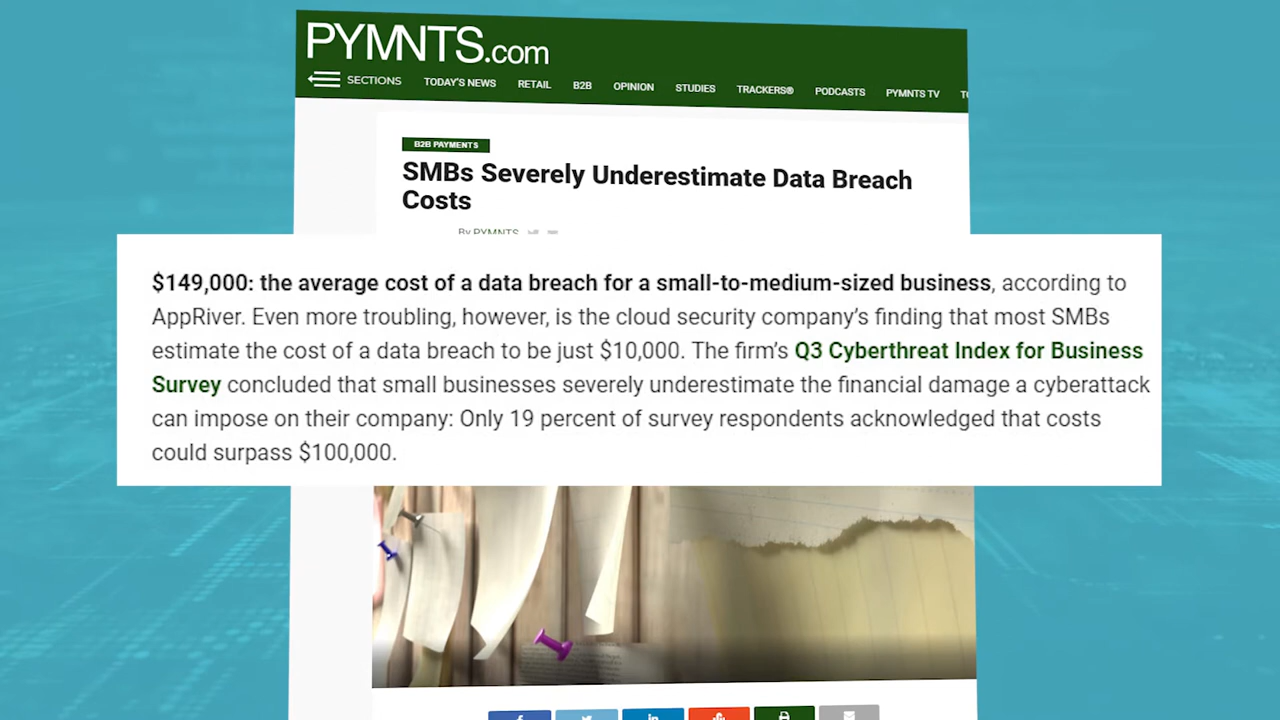 PYMNTS.com
SECTIONS TODAY'S NEWS RETAIL B2B OPINION STUDIES TRACKERS® PODCASTS PYMNTS TV
B2B PAYMENTS
SMBs Severely Underestimate Data Breach
Costs
By PYMNTS
$149,000: the average cost of a data breach for a small-to-medium-sized business, according to
AppRiver. Even more troubling, however, is the cloud security company's finding that most SMBs
estimate the cost of a data breach to be just $10,000. The firm's Q3 Cyberthreat Index for Business
Survey concluded that small businesses severely underestimate the financial damage a cyberattack
can impose on their company: Only 19 percent of survey respondents acknowledged that costs
could surpass $100,000.